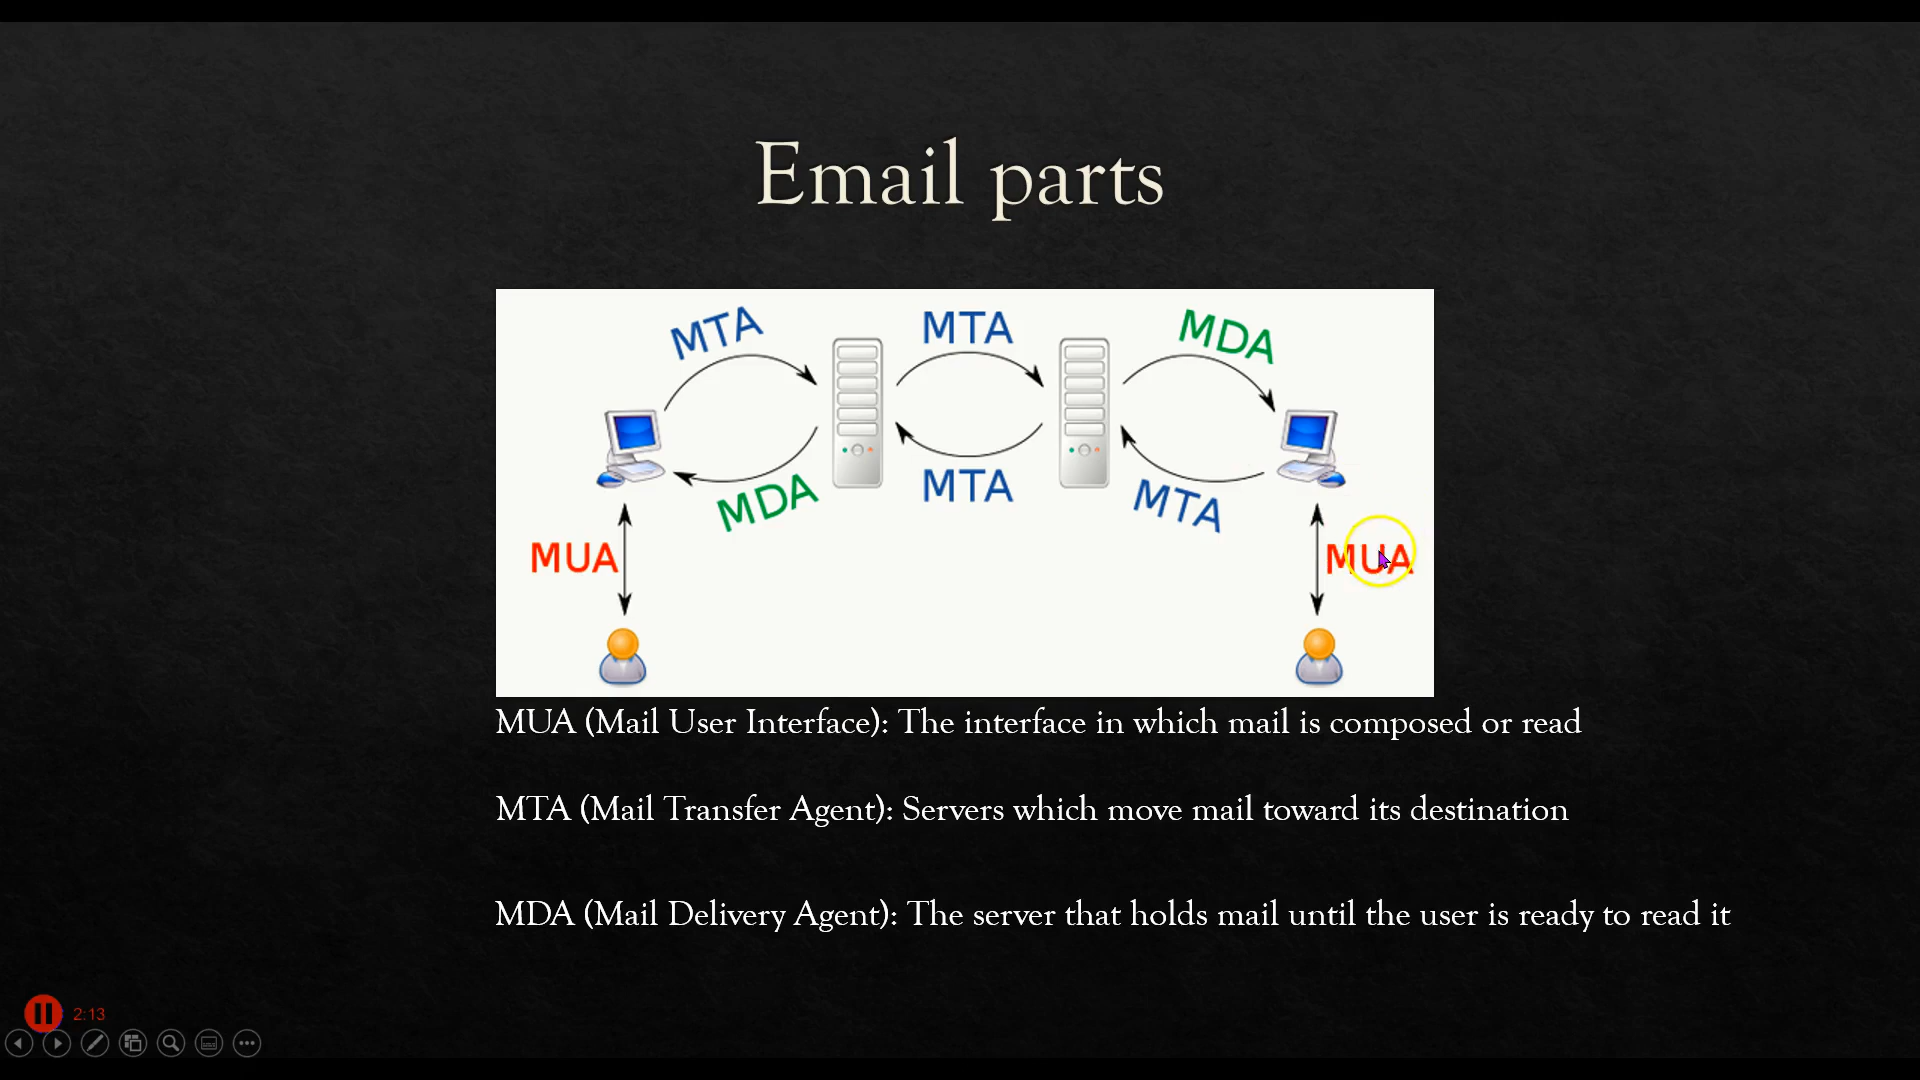 Email parts
MTA
MTA
MDA
MDA
MTA
MTA
MUA
MUA
MUA (Mail User Interface): The interface in which mail is composed or read
MTA (Mail Transfer Agent): Servers which move mail toward its destination
MDA (Mail Delivery Agent): The server that holds mail until the user is ready to read it
2:13